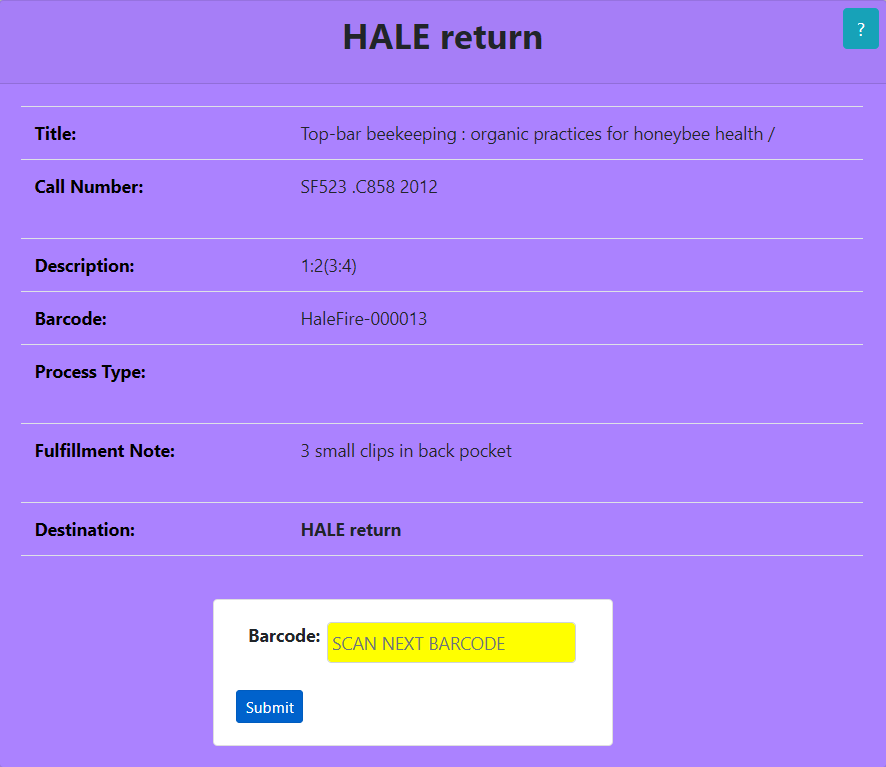 HALE return
?
Title: Top-bar beekeeping : organic practices for honeybee health /
Call Number: SF523 .C858 2012
Description: 1:2(3:4)
Barcode: HaleFire-000013
Process Type:
Fulfillment Note: 3 small clips in back pocket
Destination: HALE return
Barcode: SCAN NEXT BARCODE
Submit